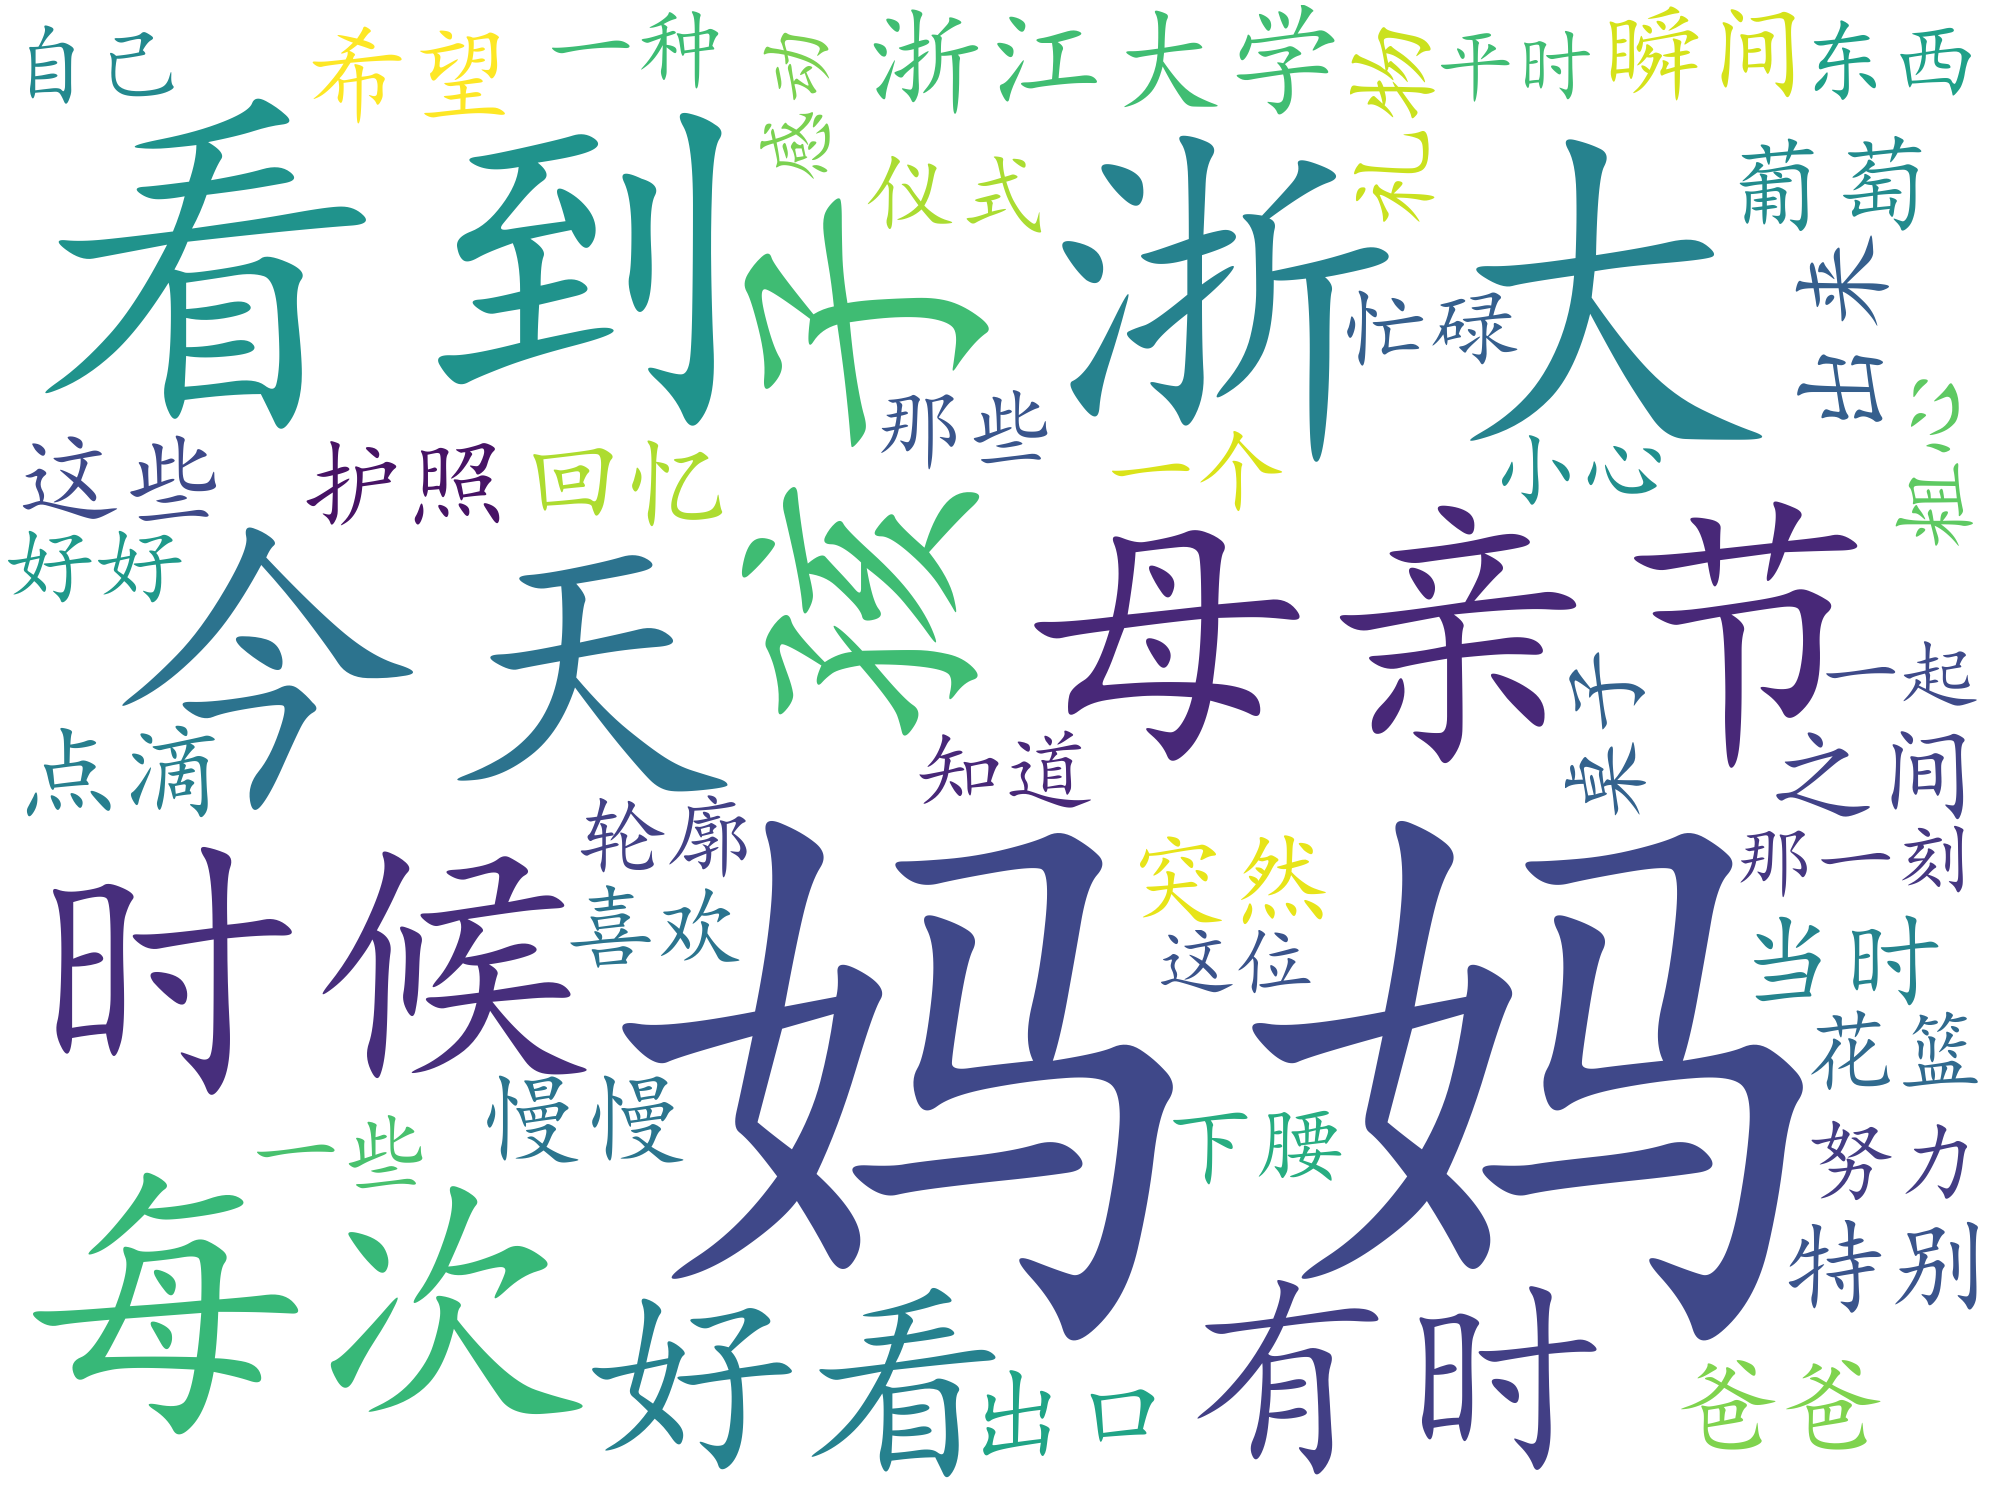 自己
希望
一种
感动
浙江大学
礼物
平时
瞬间
东西
看到
孩子
仪式
浙大
葡萄
忙碌
出来
那些
粗心
这些
护照
回忆
一个
小心
好好
今天
母亲节
一起
点滴
知道
杲子
之间
轮廓
时候
妈妈
突然
那一刻
喜欢
这位
当时
花篮
慢慢
一些
下腰
努力
每次
特别
好看
出口
有时
爸爸